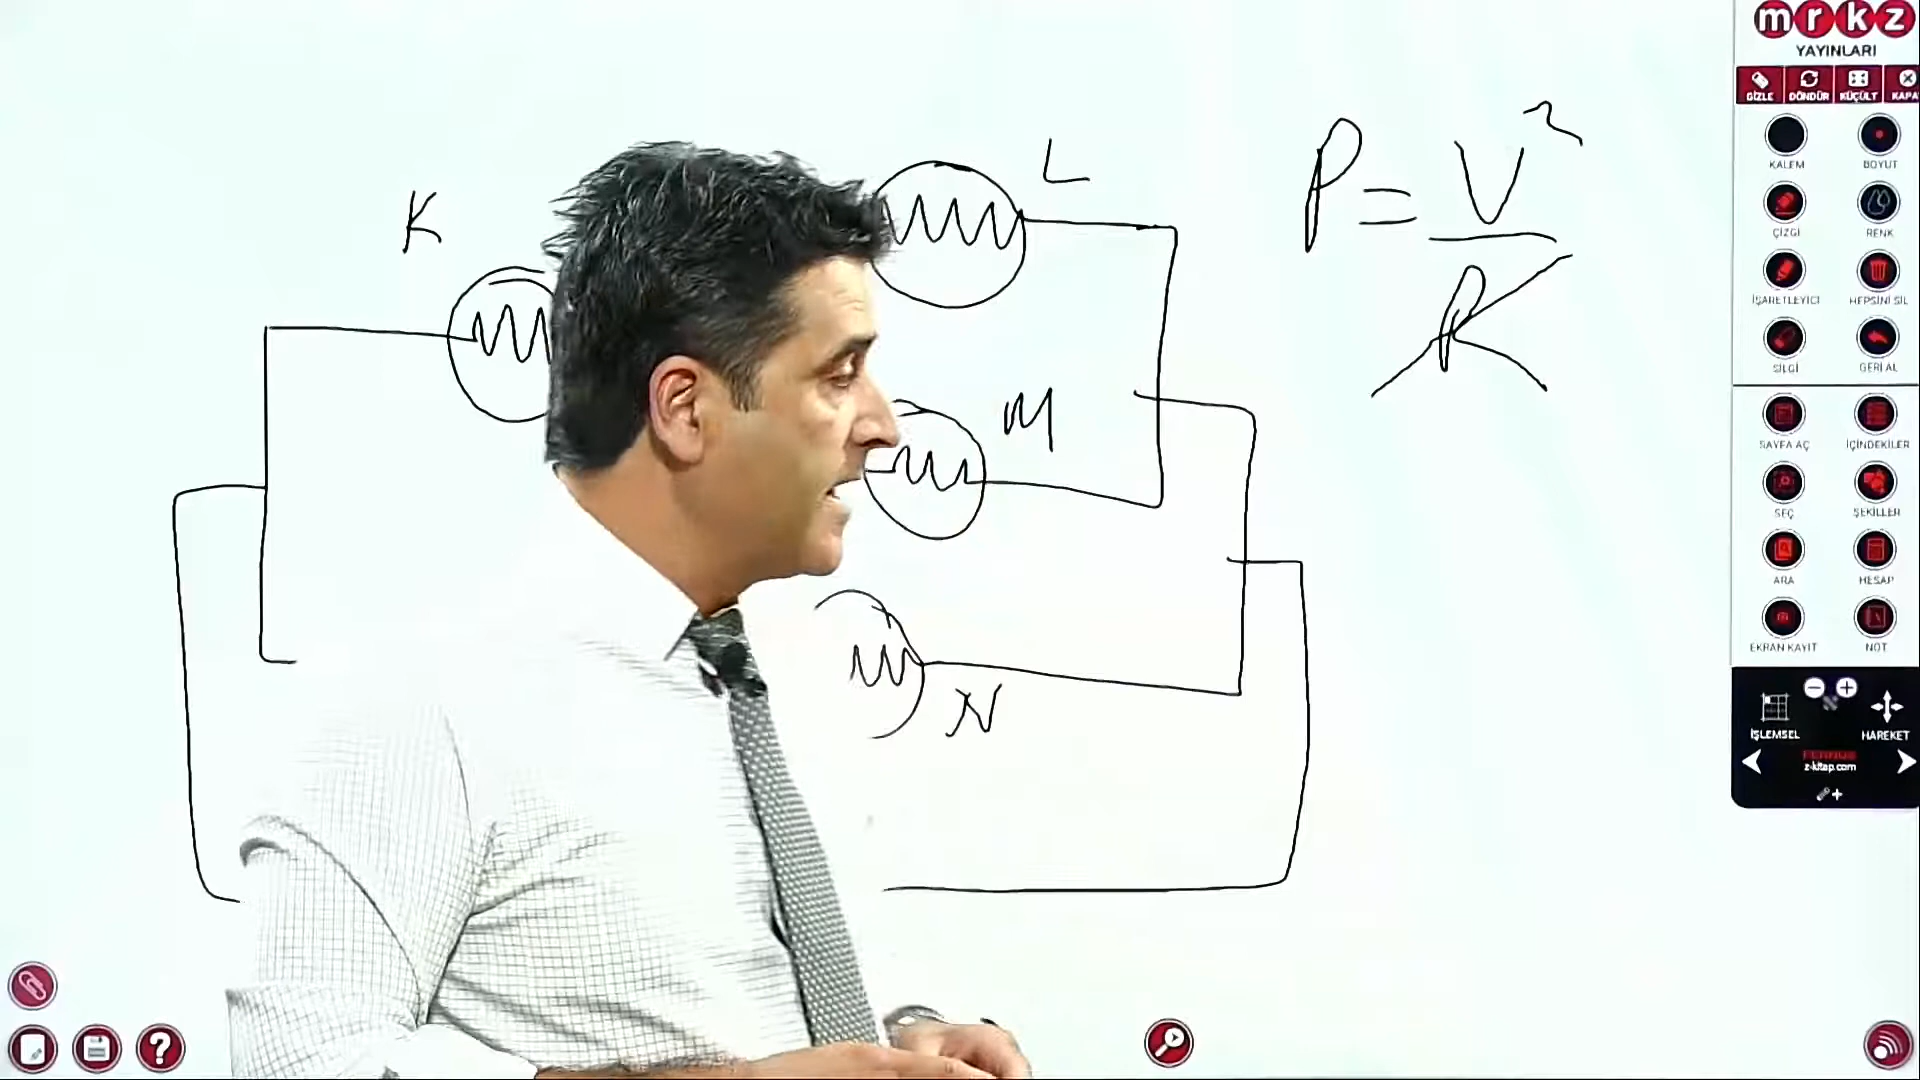 mrkz
YAYINLARI
GİZLE DÖNDÜR KÜÇÜLT KAPA
KALEM BOYUT
ÇİZGİ RENK
İŞARETLEYİCİ HEPSİNİ SİL
SİLGİ GERİ AL
SAYFA AÇ İÇİNDEKİLER
SEÇ ŞEKİLLER
ARA HESAP
EKRAN KAYIT NOT
İŞLEMSEL HAREKET
z-kitap.com
K
L
M
N
P = V²
R
?